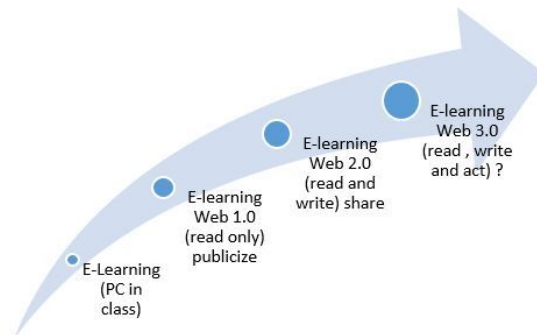 E-Learning
(PC in
class)
E-learning
Web 1.0
(read only)
publicize
E-learning
Web 2.0
(read and
write) share
E-learning
Web 3.0
(read , write
and act) ?